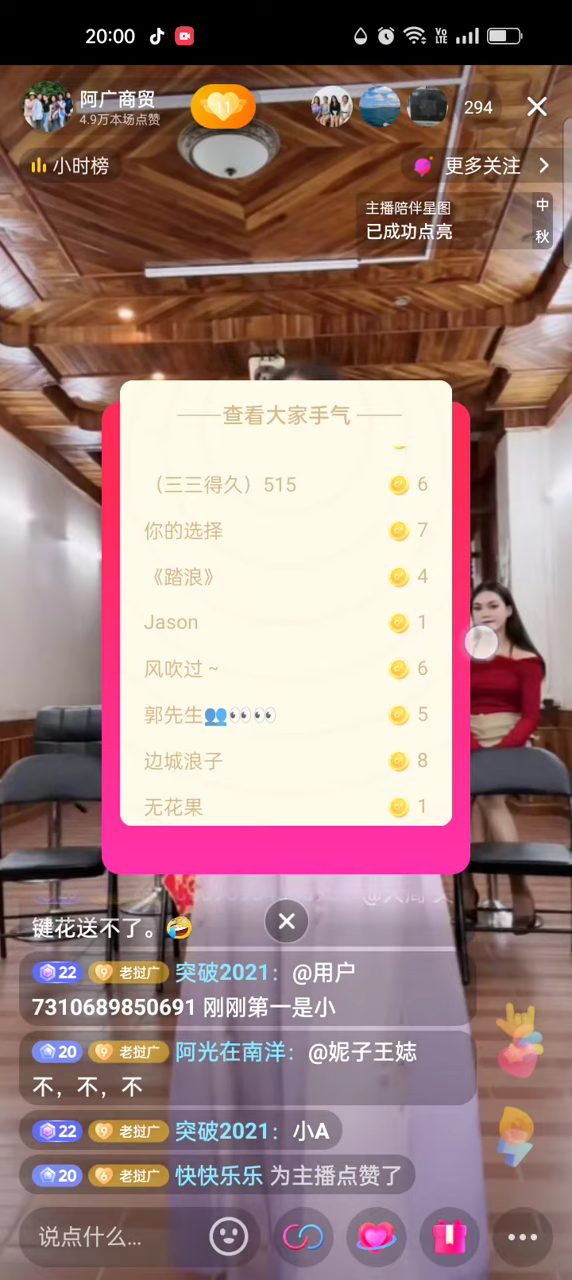 20:00
Vo
LTE
阿广商贸
4.9万本场点赞
11
294
小时榜
更多关注
主播陪伴星图
已成功点亮
中
秋
查看大家手气
（三三得久）515 6
你的选择 7
《踏浪》 4
Jason 1
风吹过～ 6
郭先生👥👀👀 5
边城浪子 8
无花果 1
键花送不了。🤣
22 9 老挝广 突破2021：@用户
7310689850691 刚刚第一是小
20 9 老挝广 阿光在南洋：@妮子王娡
不，不，不
22 9 老挝广 突破2021：小A
20 6 老挝广 快快乐乐 为主播点赞了
说点什么...